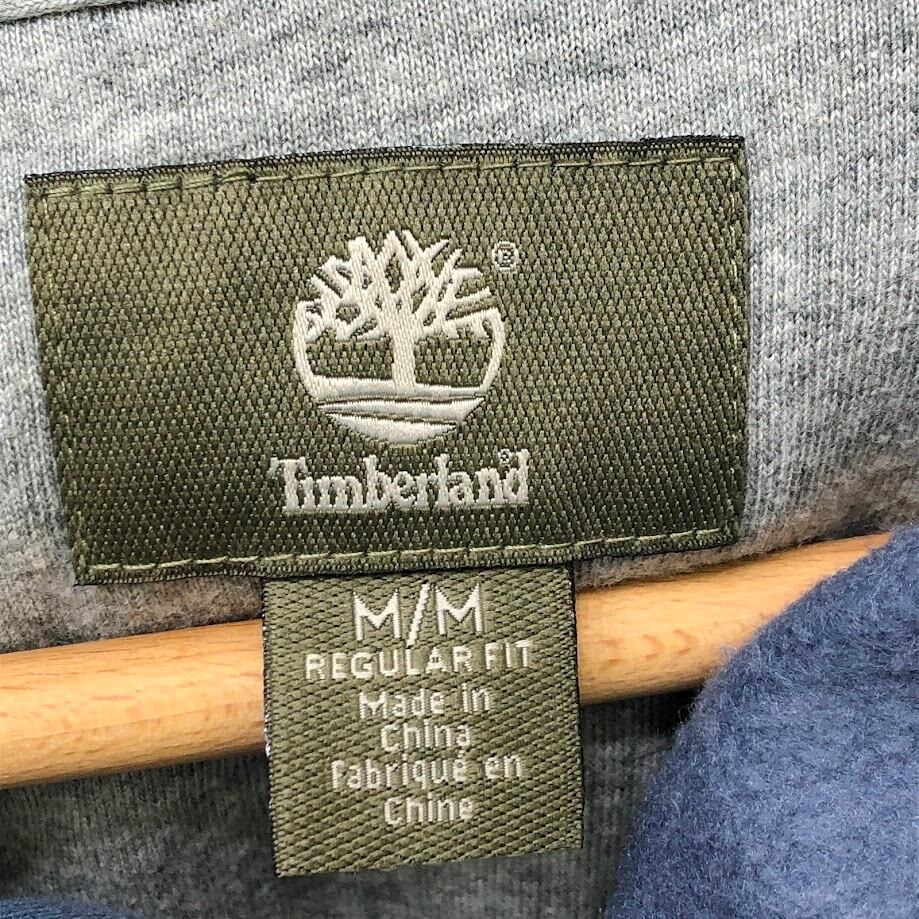 ®
Timberland®
M/M
REGULAR FIT
Made in
China
Fabriqué en
Chine